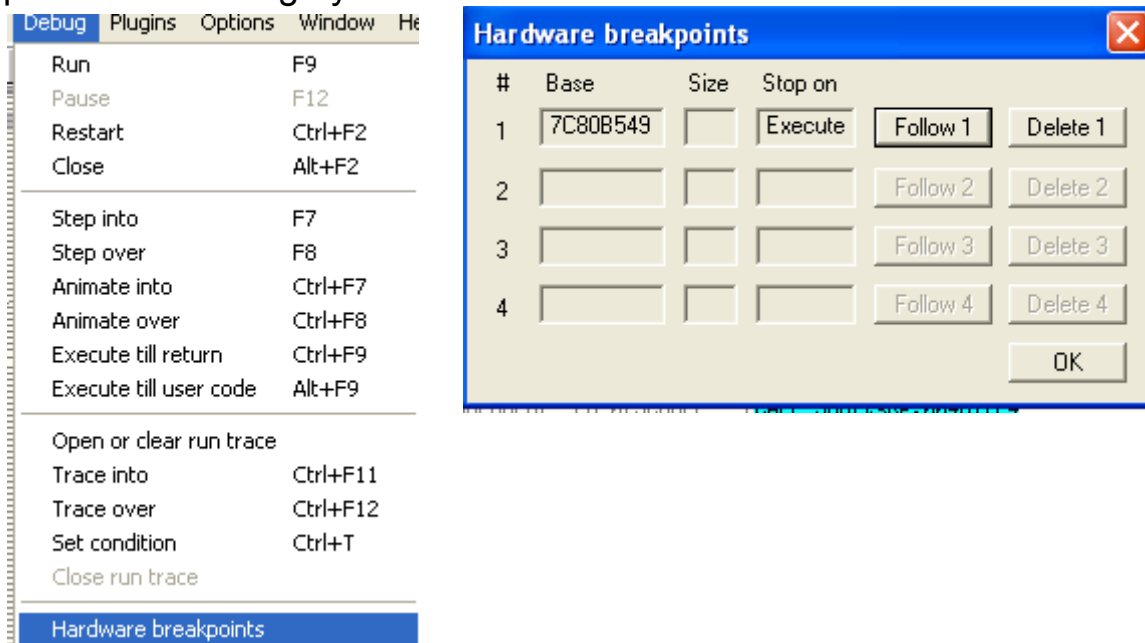 Debug Plugins Options Window
Run F9
Pause F12
Restart Ctrl+F2
Close Alt+F2
Step into F7
Step over F8
Animate into Ctrl+F7
Animate over Ctrl+F8
Execute till return Ctrl+F9
Execute till user code Alt+F9
Open or clear run trace
Trace into Ctrl+F11
Trace over Ctrl+F12
Set condition Ctrl+T
Close run trace
Hardware breakpoints
Hardware breakpoints
# Base Size Stop on
1 7C80B549 Execute Follow 1 Delete 1
2 Follow 2 Delete 2
3 Follow 3 Delete 3
4 Follow 4 Delete 4
OK